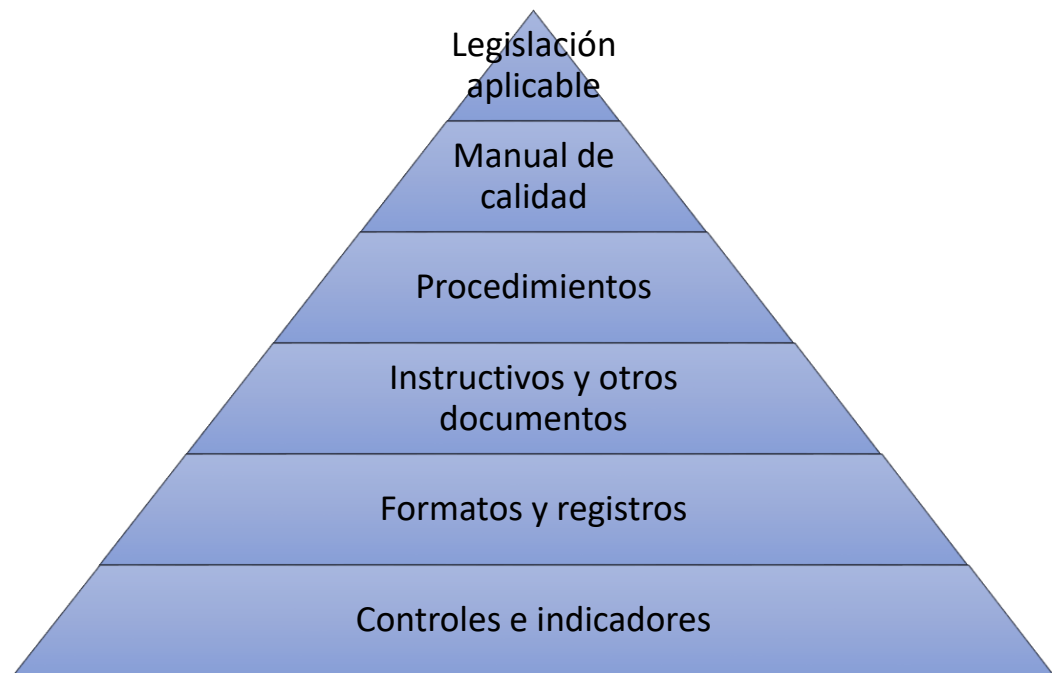 Legislación
aplicable
Manual de
calidad
Procedimientos
Instructivos y otros
documentos
Formatos y registros
Controles e indicadores